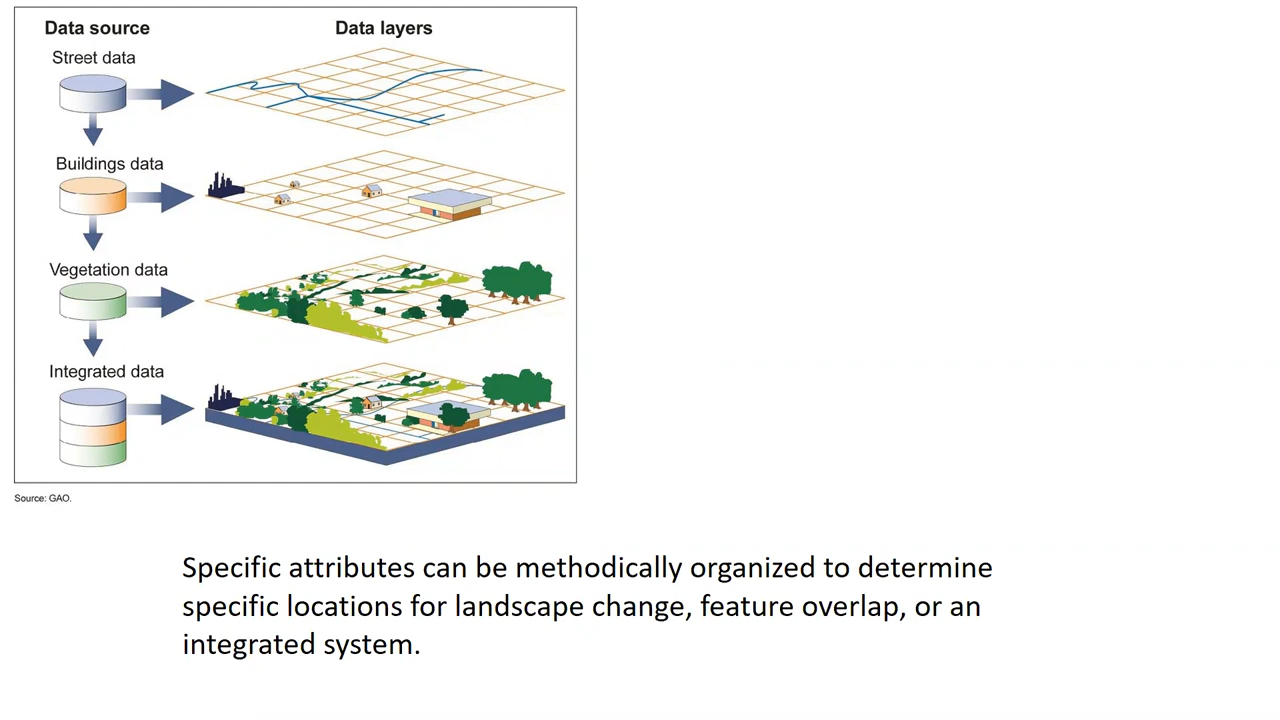 Data source
Data layers
Street data
Buildings data
Vegetation data
Integrated data
Source: GAO.
Specific attributes can be methodically organized to determine
specific locations for landscape change, feature overlap, or an
integrated system.